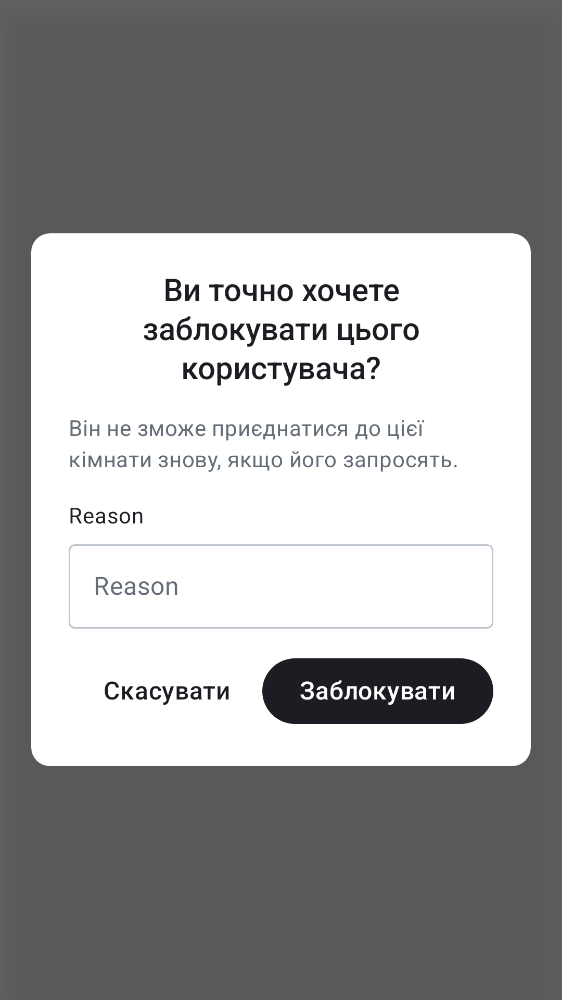 Ви точно хочете
заблокувати цього
користувача?
Він не зможе приєднатися до цієї
кімнати знову, якщо його запросять.
Reason
Reason
Скасувати
Заблокувати